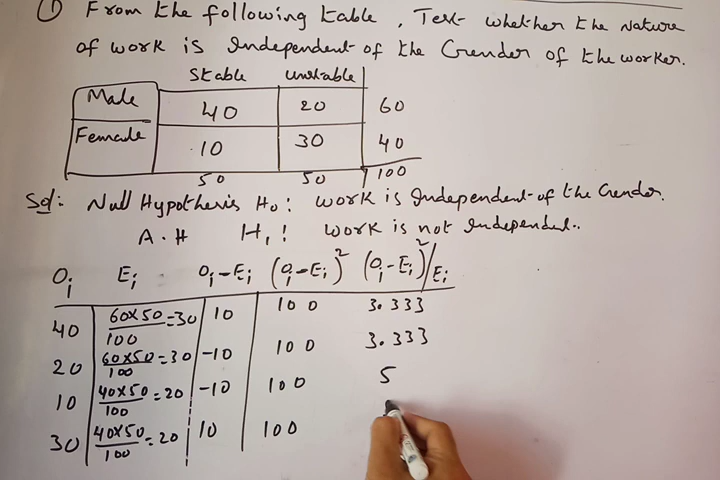 ① From the following table, Test whether the Nature
of work is Independent of the Gender of the worker.
Stable unstable
Male 40 20 60
Female 10 30 40
50 50 100
Sol: Null Hypothesis H₀: work is Independent of the Gender.
A.H H₁: work is not Independent..
Oᵢ Eᵢ Oᵢ-Eᵢ (Oᵢ-Eᵢ)² (Oᵢ-Eᵢ)²/Eᵢ
40 60×50/100=30 10 100 3.333
20 60×50/100=30 -10 100 3.333
10 40×50/100=20 -10 100 5
30 40×50/100=20 10 100